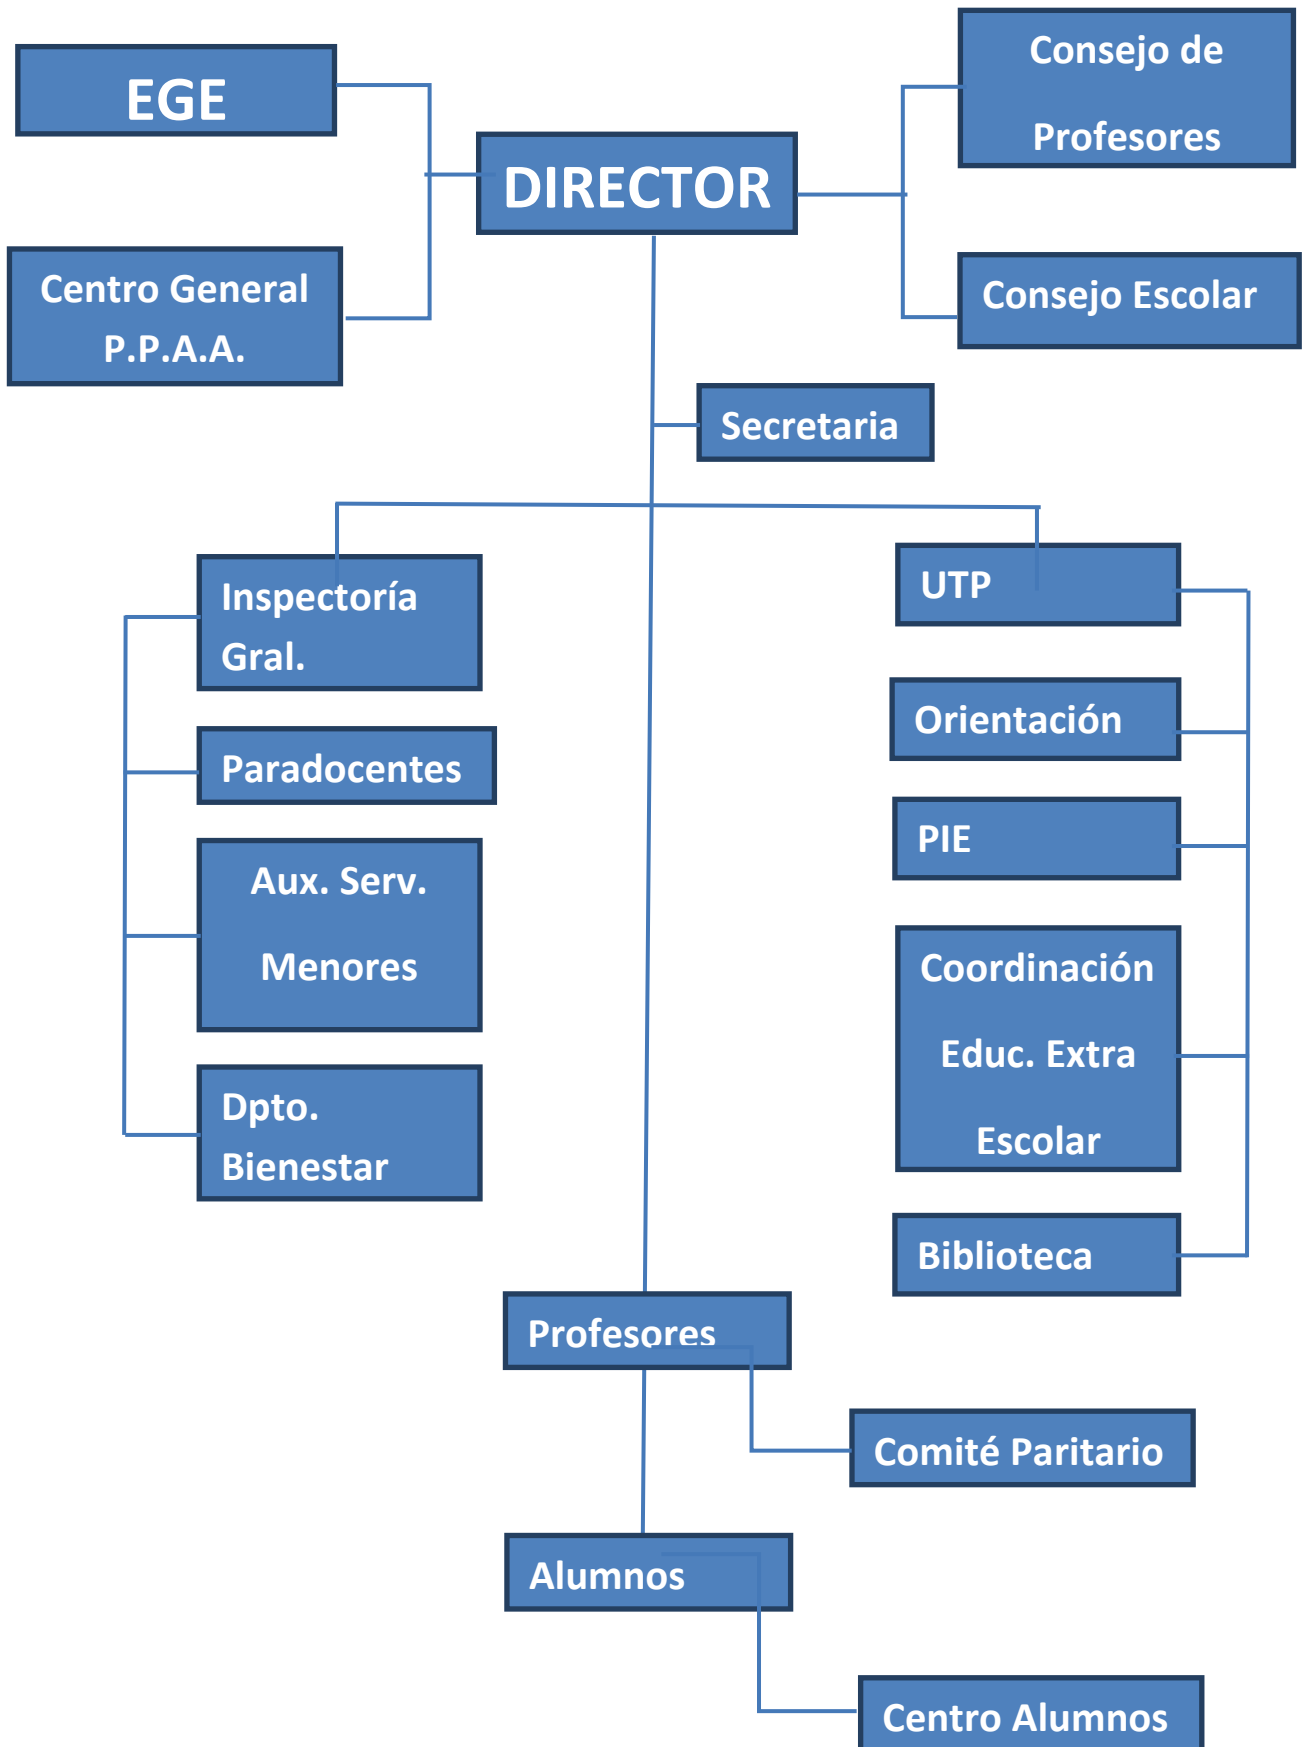 EGE
Consejo de
Profesores
DIRECTOR
Centro General
P.P.A.A.
Consejo Escolar
Secretaria
Inspectoría
Gral.
Paradocentes
Aux. Serv.
Menores
Dpto.
Bienestar
UTP
Orientación
PIE
Coordinación
Educ. Extra
Escolar
Biblioteca
Profesores
Comité Paritario
Alumnos
Centro Alumnos